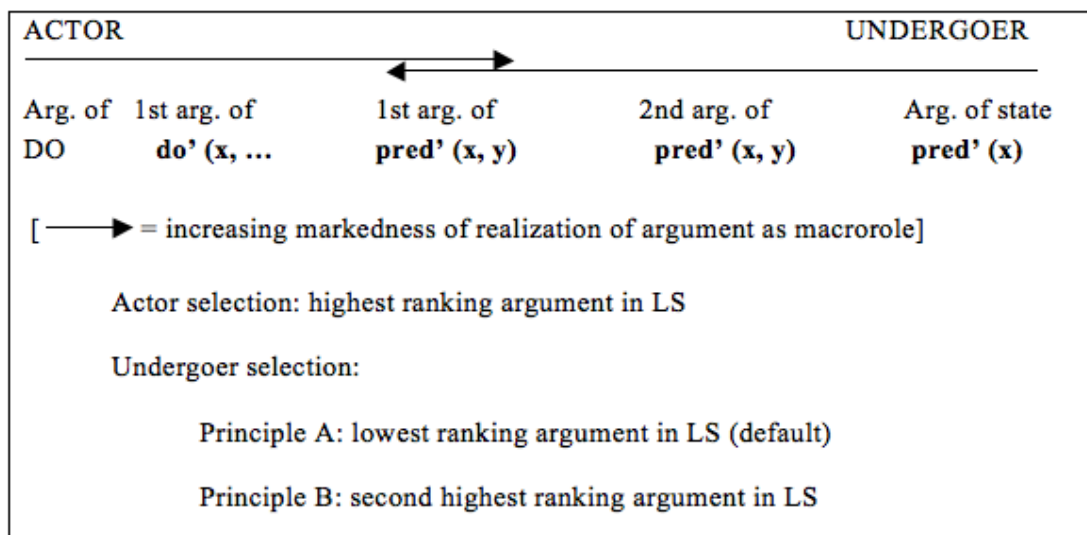 ACTOR UNDERGOER
Arg. of 1st arg. of 1st arg. of 2nd arg. of Arg. of state
DO do’ (x, ... pred’ (x, y) pred’ (x, y) pred’ (x)
[ = increasing markedness of realization of argument as macrorole]
Actor selection: highest ranking argument in LS
Undergoer selection:
Principle A: lowest ranking argument in LS (default)
Principle B: second highest ranking argument in LS